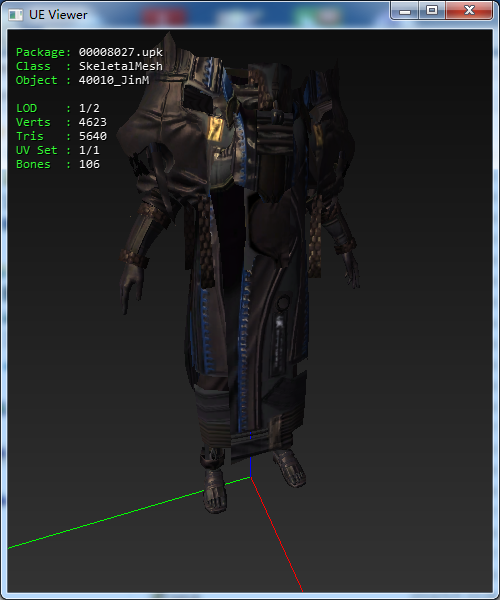 UE Viewer
Package: 00008027.upk
Class : SkeletalMesh
Object : 40010_JinM
LOD : 1/2
Verts : 4623
Tris : 5640
UV Set : 1/1
Bones : 106